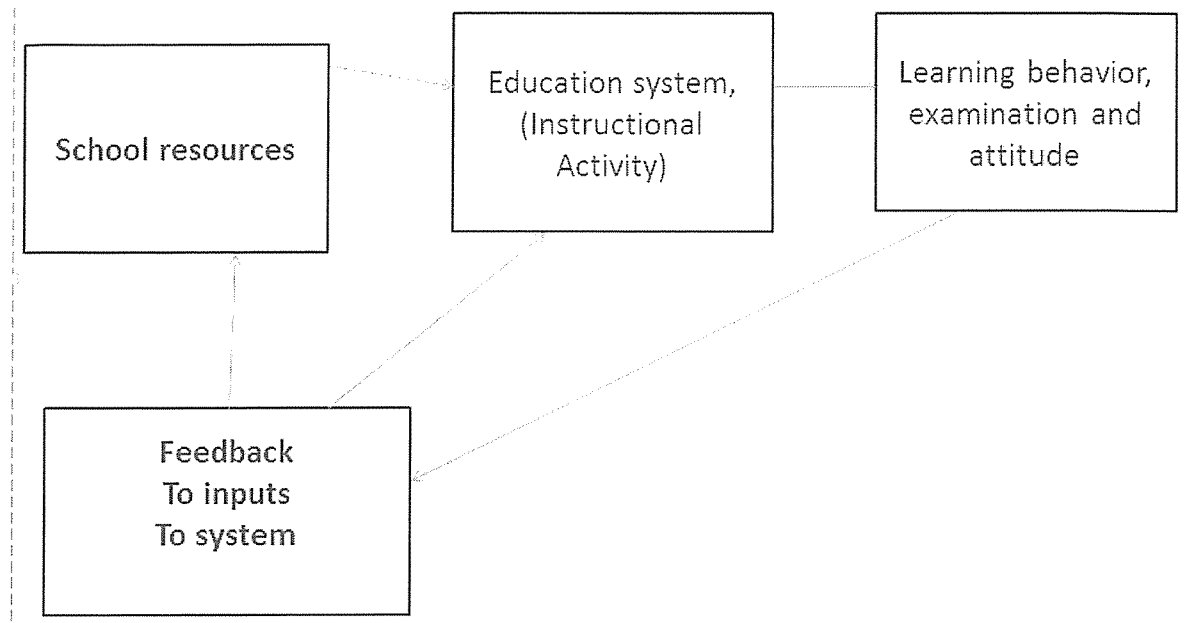 School resources
Education system,
(Instructional
Activity)
Learning behavior,
examination and
attitude
Feedback
To inputs
To system